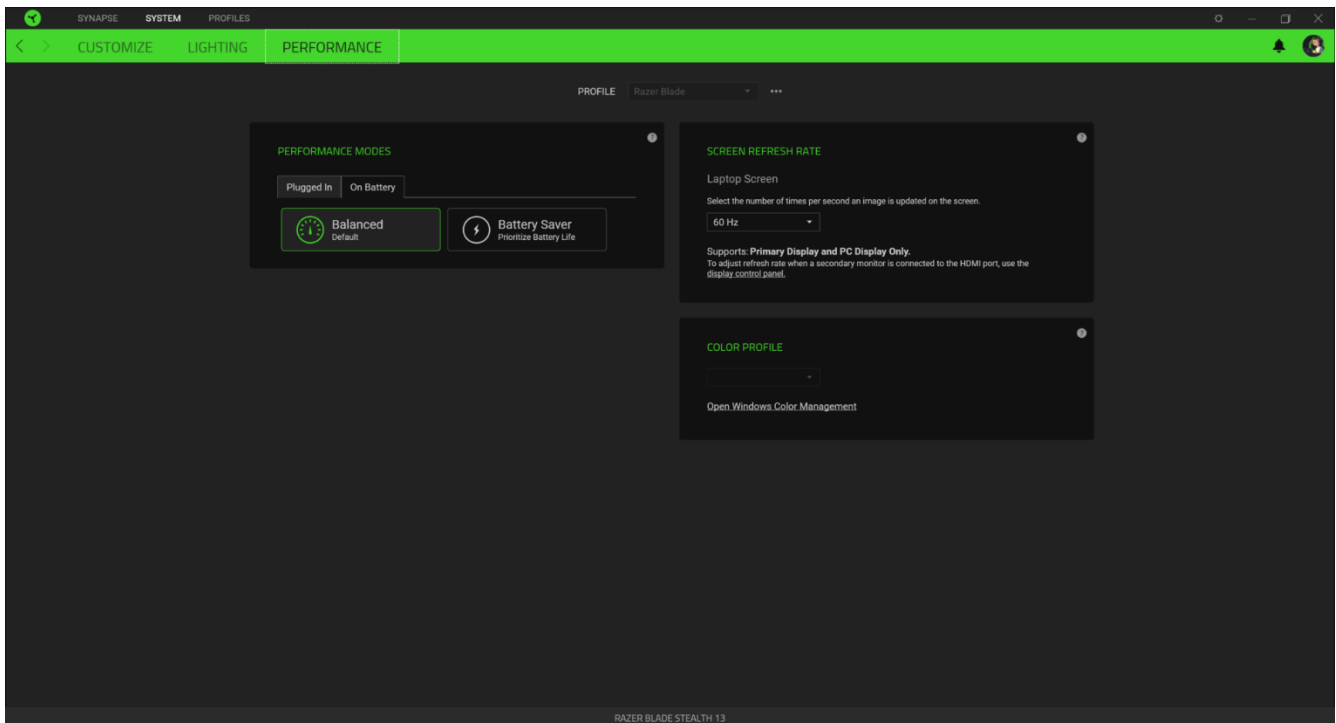 SYNAPSE SYSTEM PROFILES
CUSTOMIZE LIGHTING PERFORMANCE
PROFILE Razer Blade
PERFORMANCE MODES
Plugged In On Battery
Balanced
Default
Battery Saver
Prioritize Battery Life
SCREEN REFRESH RATE
Laptop Screen
Select the number of times per second an image is updated on the screen.
60 Hz
Supports: Primary Display and PC Display Only.
To adjust refresh rate when a secondary monitor is connected to the HDMI port, use the
display control panel.
COLOR PROFILE
Open Windows Color Management
RAZER BLADE STEALTH 13